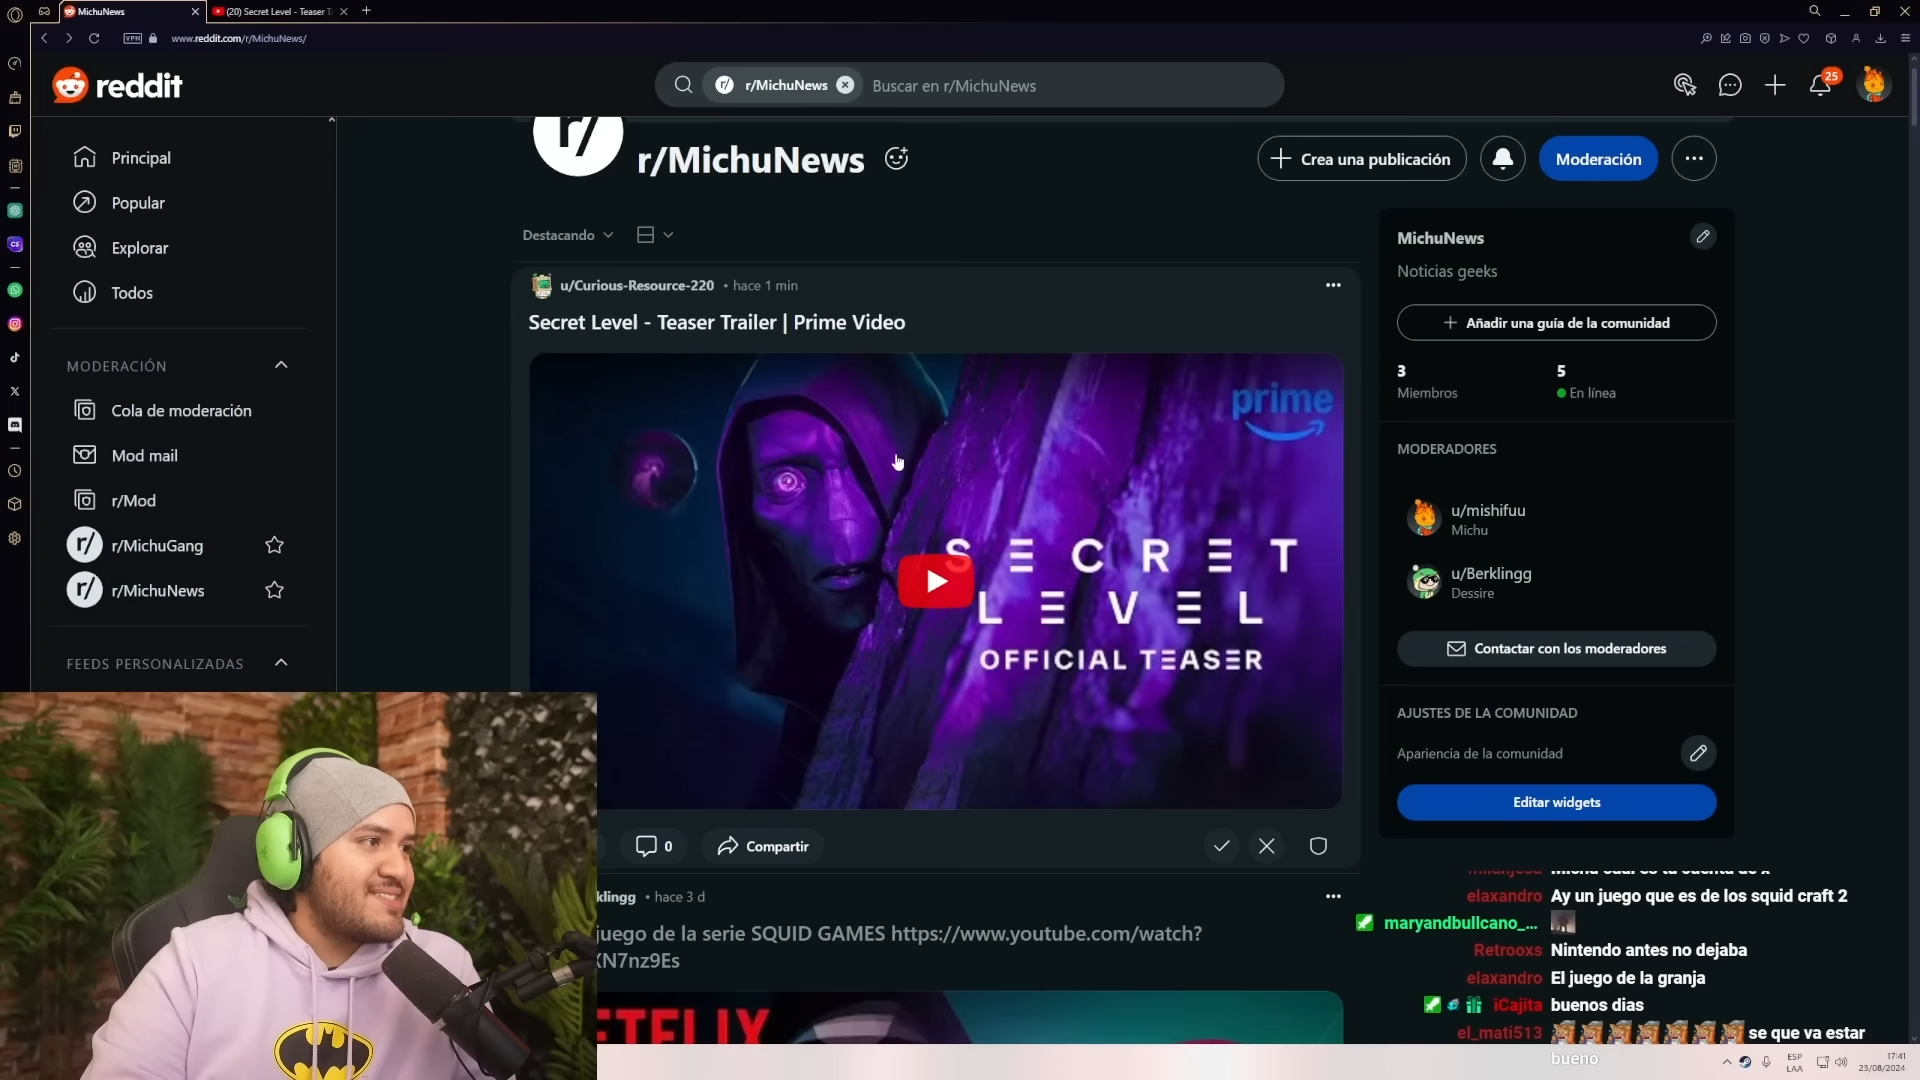 MichuNews
(20) Secret Level - Teaser T
VPN
www.reddit.com/r/MichuNews/
reddit
r/
r/MichuNews
Buscar en r/MichuNews
25
Principal
Popular
Explorar
Todos
MODERACIÓN
Cola de moderación
Mod mail
r/Mod
r/
r/MichuGang
r/
r/MichuNews
FEEDS PERSONALIZADAS
r/
r/MichuNews
Crea una publicación
Moderación
Destacando
u/Curious-Resource-220 • hace 1 min
Secret Level - Teaser Trailer | Prime Video
prime
SECRET
LEVEL
OFFICIAL TEASER
0
Compartir
klingg • hace 3 d
juego de la serie SQUID GAMES https://www.youtube.com/watch?
XN7nz9Es
ETFLIX
MichuNews
Noticias geeks
Añadir una guía de la comunidad
3
Miembros
5
En línea
MODERADORES
u/mishifuu
Michu
u/Berklingg
Dessire
Contactar con los moderadores
AJUSTES DE LA COMUNIDAD
Apariencia de la comunidad
Editar widgets
elaxandro Ay un juego que es de los squid craft 2
maryandbullcano_...
Retrooxs Nintendo antes no dejaba
elaxandro El juego de la granja
iCajita buenos dias
el_mati513 se que va estar
bueno
ESP
LAA
17:41
23/08/2024